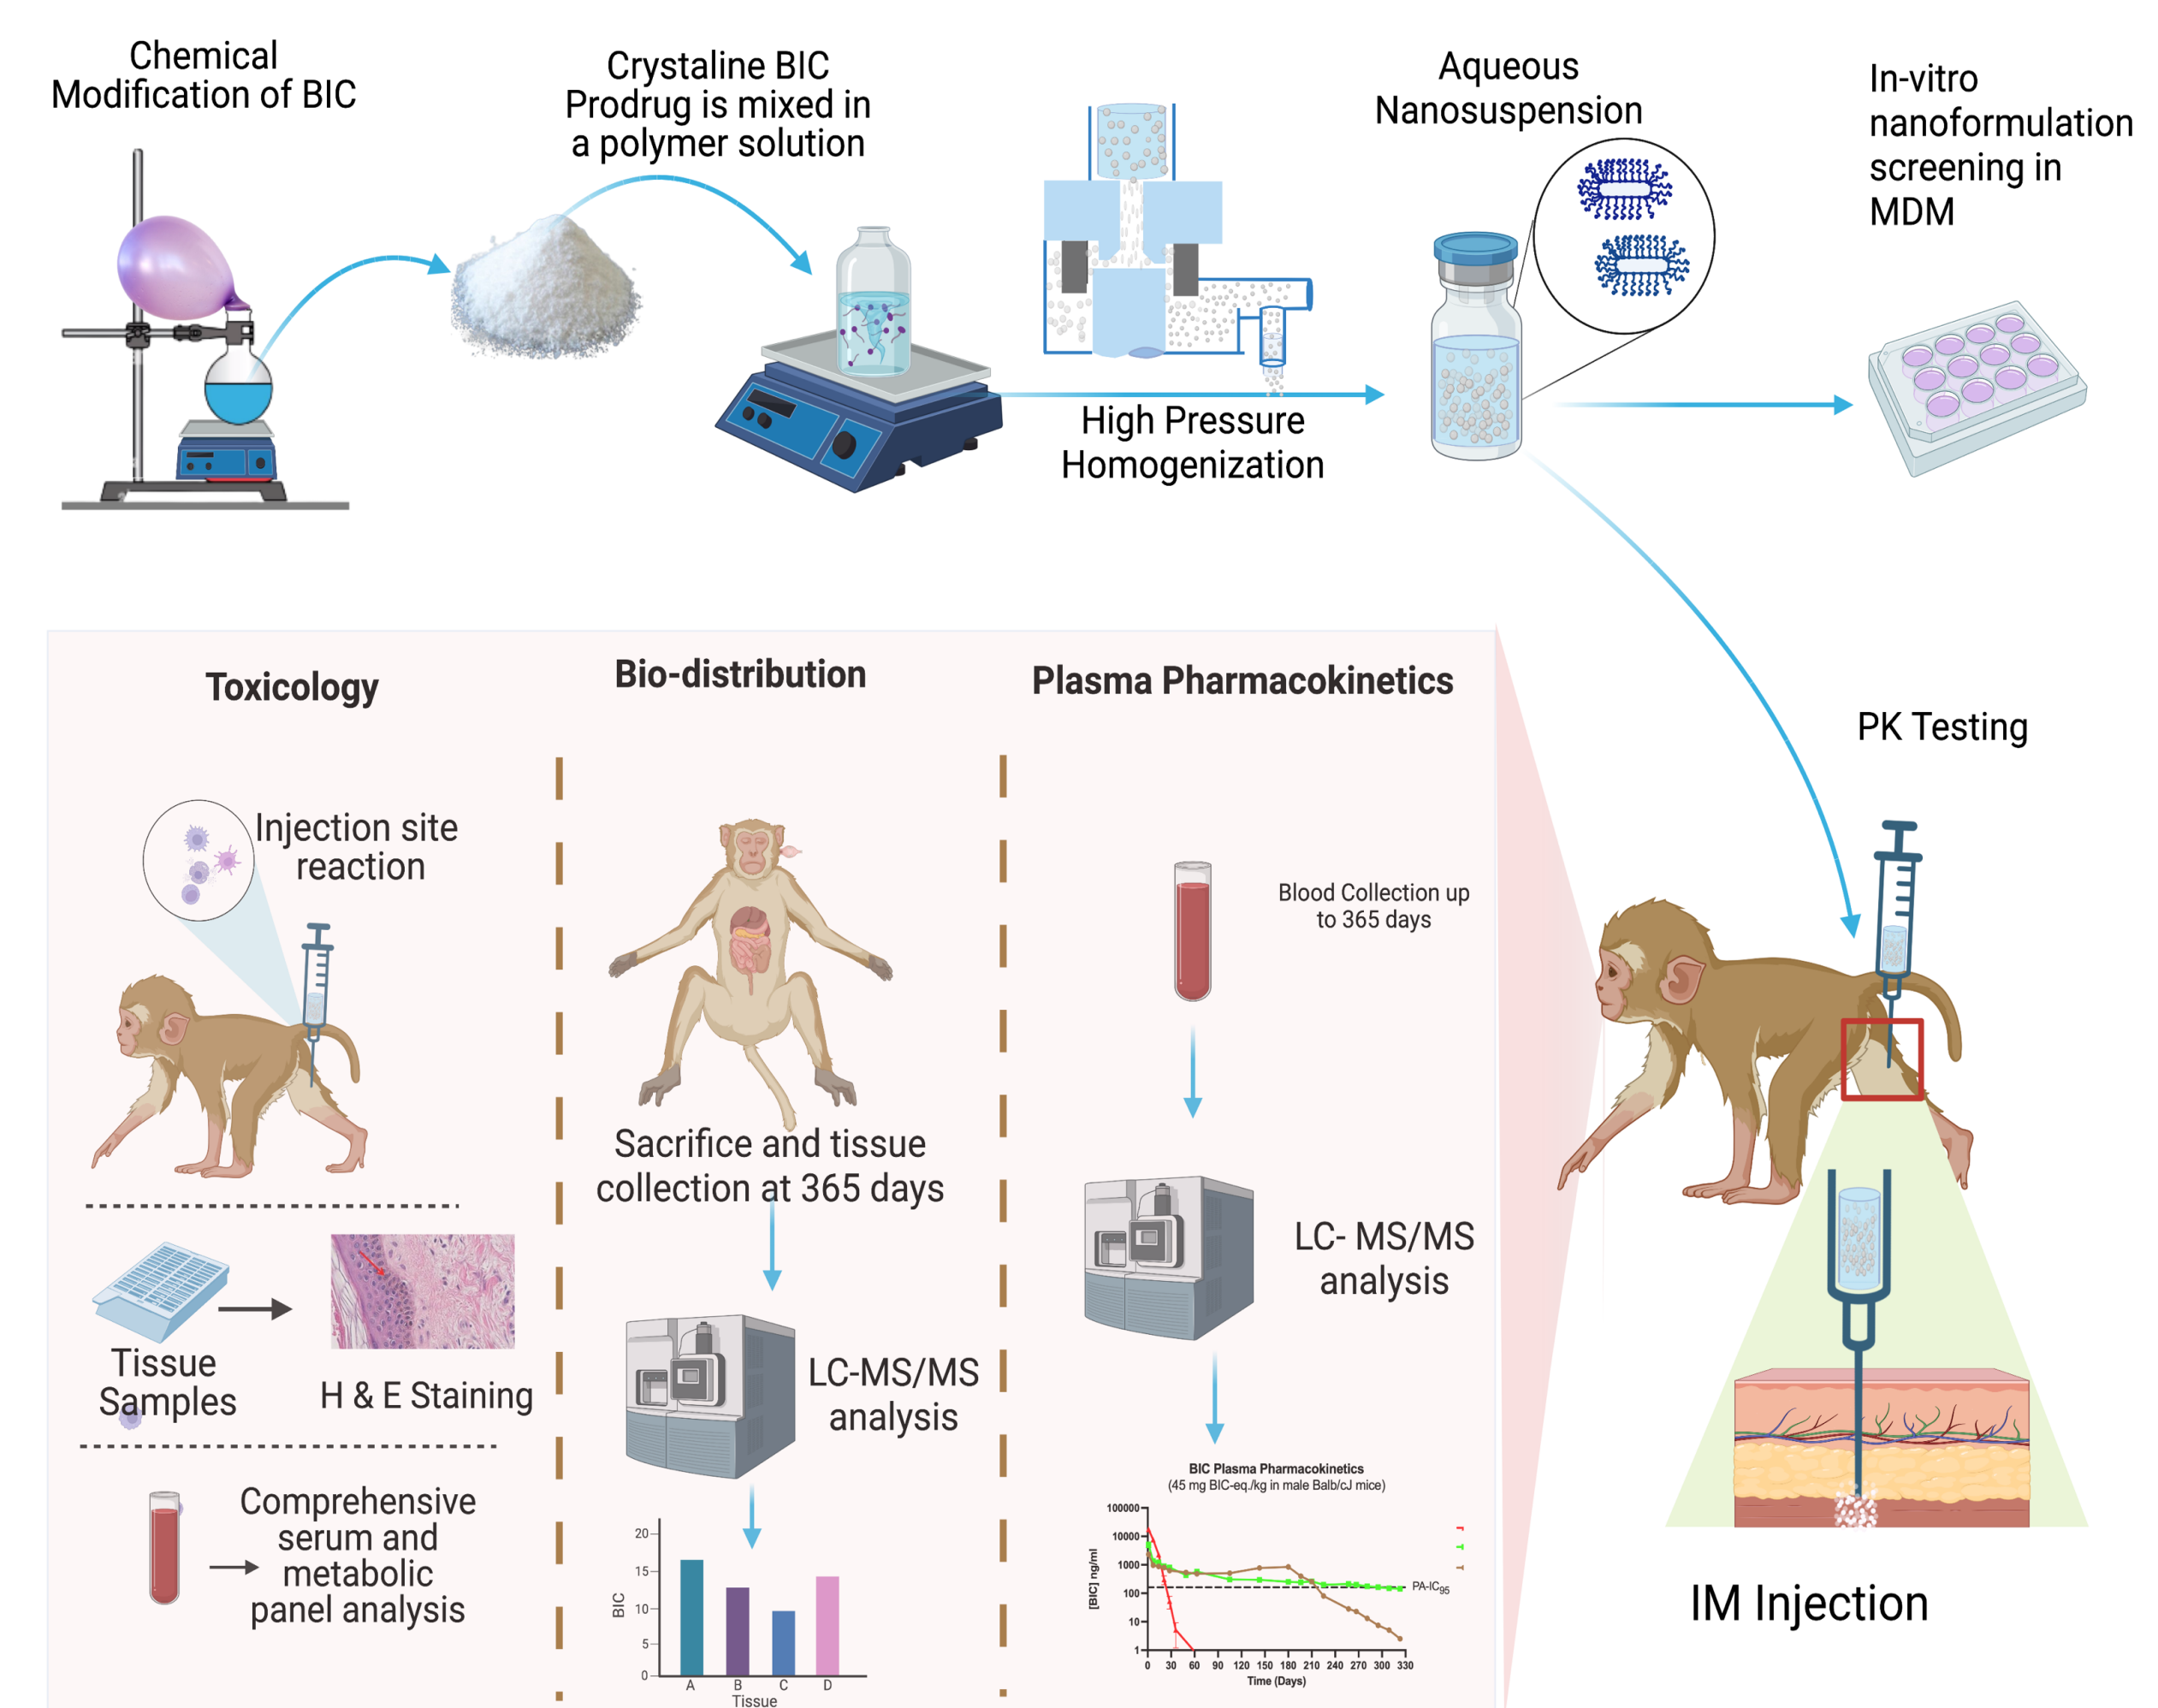 Chemical
Modification of BIC
Crystaline BIC
Prodrug is mixed in
a polymer solution
High Pressure
Homogenization
Aqueous
Nanosuspension
In-vitro
nanoformulation
screening in
MDM
Toxicology
Injection site
reaction
Tissue
Samples
H & E Staining
Comprehensive
serum and
metabolic
panel analysis
Bio-distribution
Sacrifice and tissue
collection at 365 days
LC-MS/MS
analysis
BIC
20
15
10
5
0
A B C D
Tissue
Plasma Pharmacokinetics
Blood Collection up
to 365 days
LC- MS/MS
analysis
BIC Plasma Pharmacokinetics
(45 mg BIC-eq./kg in male Balb/cJ mice)
[BIC] ng/ml
100000
10000
1000
100
10
1
PA-IC95
0 30 60 90 120 150 180 210 240 270 300 330
Time (Days)
PK Testing
IM Injection